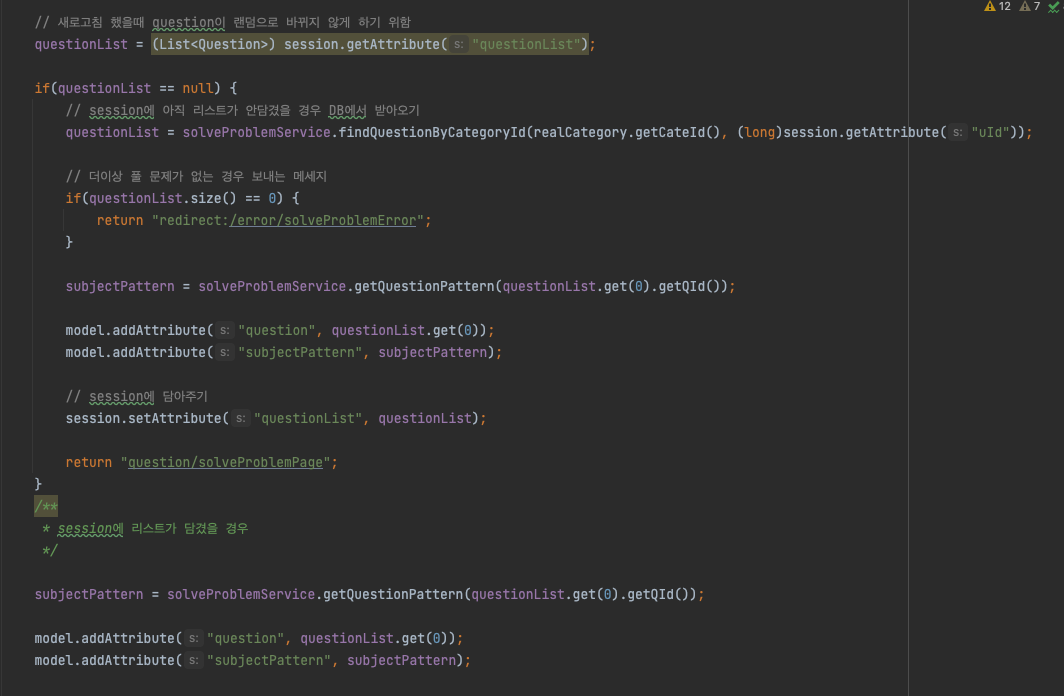 12 7
// 새로고침 했을때 question이 랜덤으로 바뀌지 않게 하기 위함
questionList = (List<Question>) session.getAttribute( s: "questionList");
if(questionList == null) {
// session에 아직 리스트가 안담겼을 경우 DB에서 받아오기
questionList = solveProblemService.findQuestionByCategoryId(realCategory.getCateId(), (long)session.getAttribute( s: "uId"));
// 더이상 풀 문제가 없는 경우 보내는 메세지
if(questionList.size() == 0) {
return "redirect:/error/solveProblemError";
}
subjectPattern = solveProblemService.getQuestionPattern(questionList.get(0).getQId());
model.addAttribute( s: "question", questionList.get(0));
model.addAttribute( s: "subjectPattern", subjectPattern);
// session에 담아주기
session.setAttribute( s: "questionList", questionList);
return "question/solveProblemPage";
}
/**
* session에 리스트가 담겼을 경우
*/
subjectPattern = solveProblemService.getQuestionPattern(questionList.get(0).getQId());
model.addAttribute( s: "question", questionList.get(0));
model.addAttribute( s: "subjectPattern", subjectPattern);